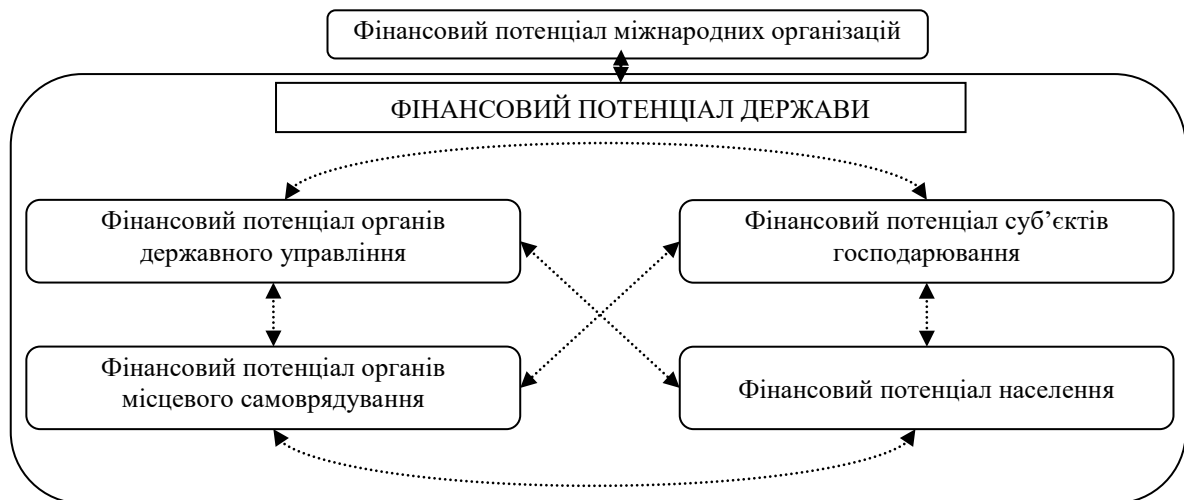 Фінансовий потенціал міжнародних організацій
ФІНАНСОВИЙ ПОТЕНЦІАЛ ДЕРЖАВИ
Фінансовий потенціал органів
державного управління
Фінансовий потенціал суб’єктів
господарювання
Фінансовий потенціал органів
місцевого самоврядування
Фінансовий потенціал населення